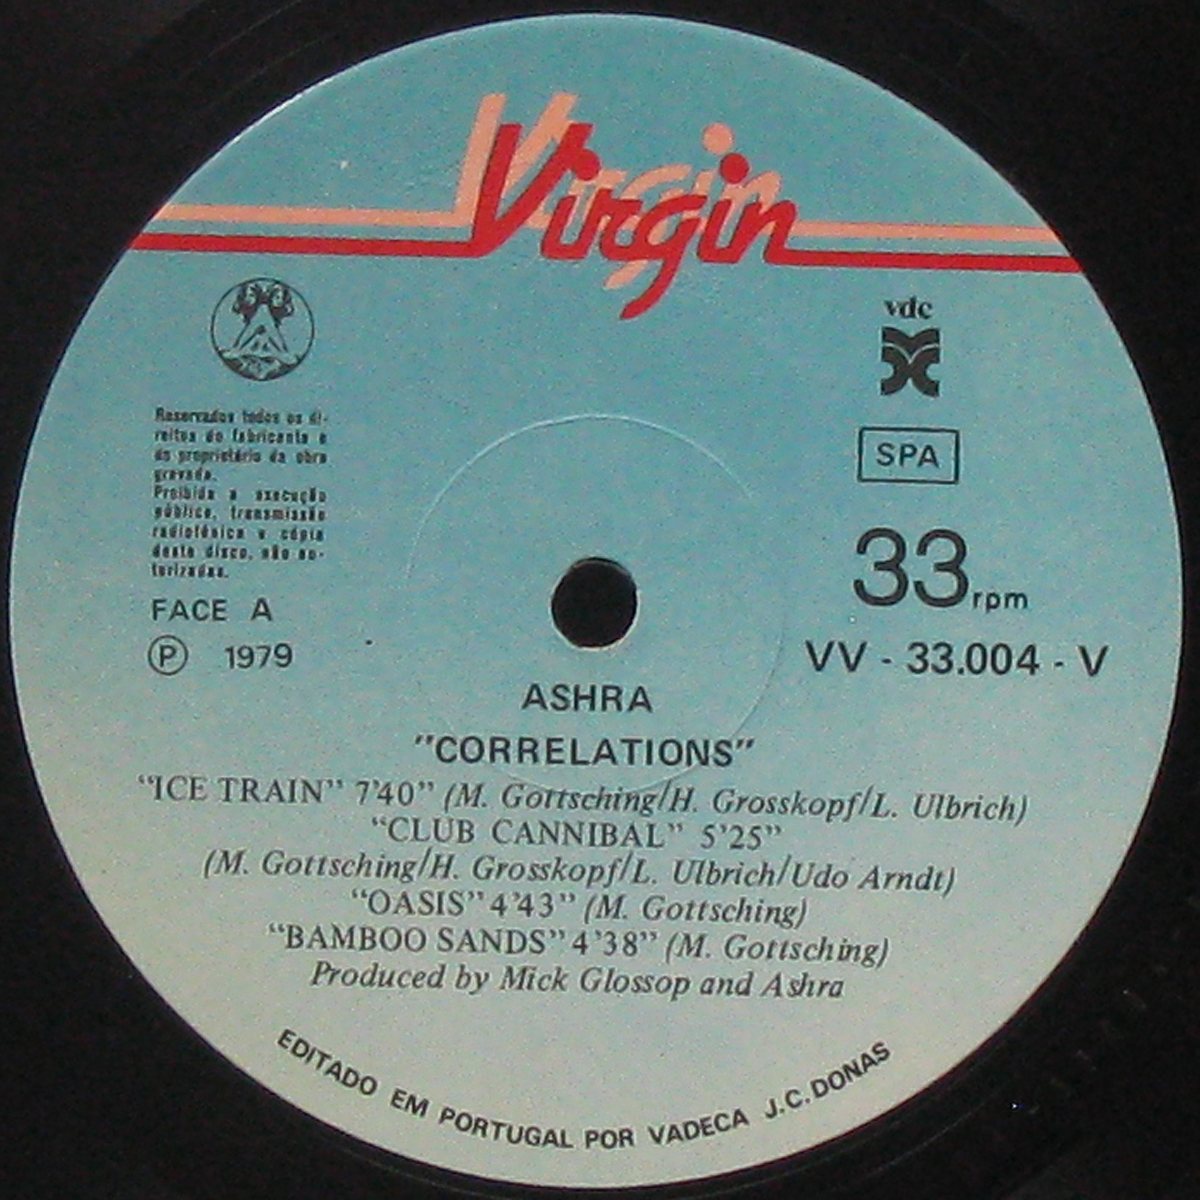 Virgin
vdc
SPA
Reservados todos os di-
reitos do fabricante e
do proprietário da obra
gravada.
Proibida a execução
pública, transmissão
radiofónica e cópia
deste disco, não au-
torizadas.
33 rpm
FACE A
Ⓟ 1979
VV - 33.004 - V
ASHRA
"CORRELATIONS"
"ICE TRAIN" 7'40" (M. Gottsching/H. Grosskopf/L. Ulbrich)
"CLUB CANNIBAL" 5'25"
(M. Gottsching/H. Grosskopf/L. Ulbrich/Udo Arndt)
"OASIS" 4'43" (M. Gottsching)
"BAMBOO SANDS" 4'38" (M. Gottsching)
Produced by Mick Glossop and Ashra
EDITADO EM PORTUGAL POR VADECA J.C. DONAS